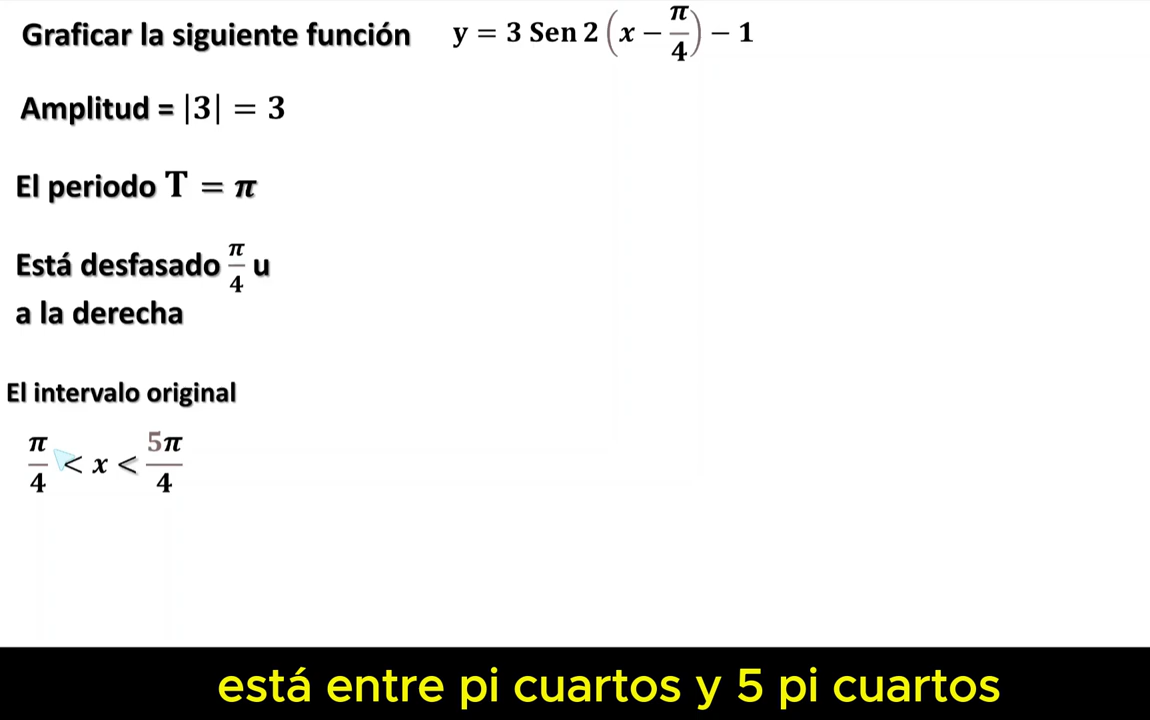 Graficar la siguiente función y = 3 Sen 2 (x − π/4) − 1
Amplitud = |3| = 3
El periodo T = π
Está desfasado π/4 u
a la derecha
El intervalo original
π/4 < x < 5π/4
está entre pi cuartos y 5 pi cuartos